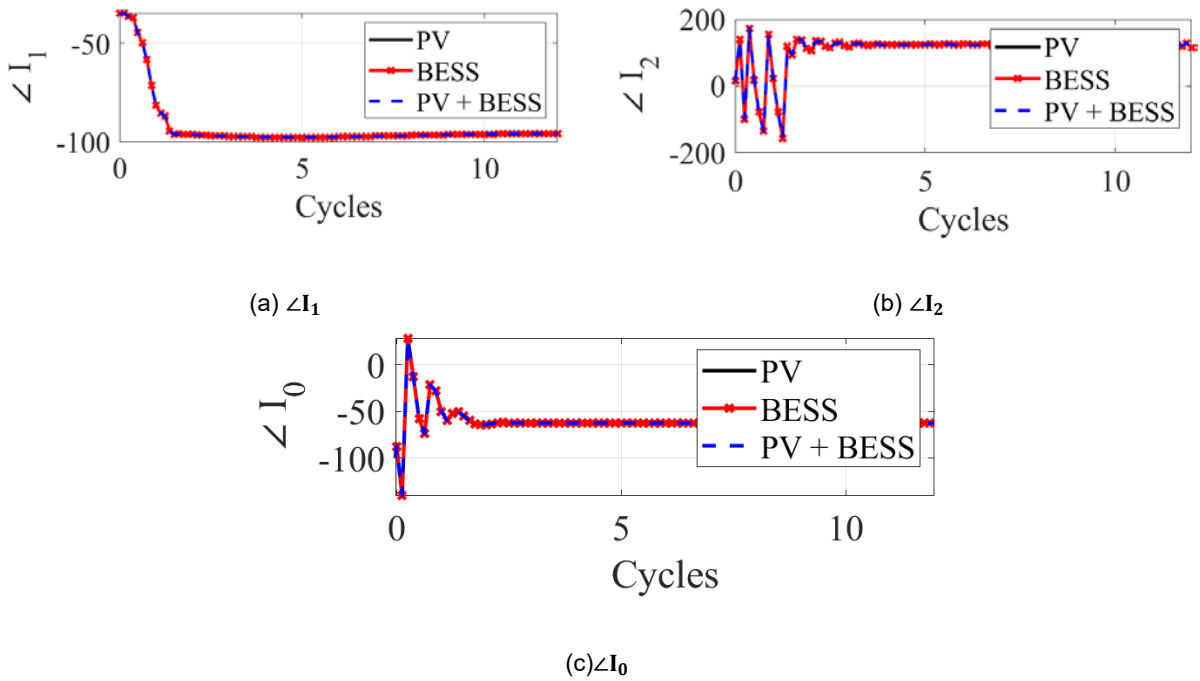 ∠ I₁
-50
-100
PV
BESS
PV + BESS
0 5 10
Cycles
∠ I₂
200
0
-200
PV
BESS
PV + BESS
0 5 10
Cycles
(a) ∠I₁
(b) ∠I₂
∠ I₀
0
-50
-100
PV
BESS
PV + BESS
0 5 10
Cycles
(c)∠I₀